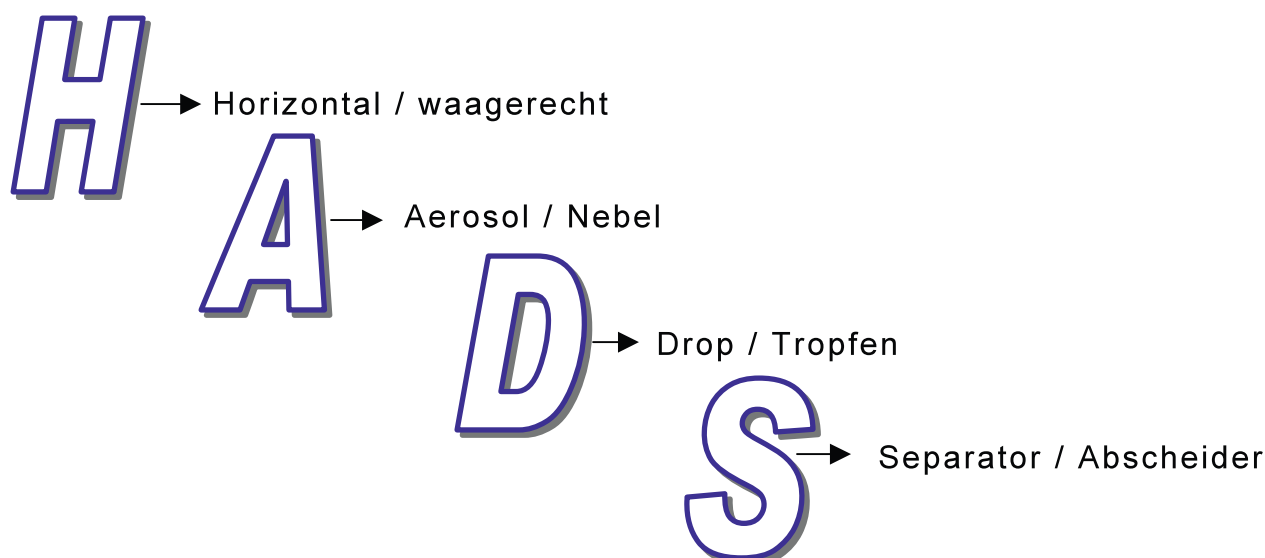 H
Horizontal / waagerecht
A
Aerosol / Nebel
D
Drop / Tropfen
S
Separator / Abscheider